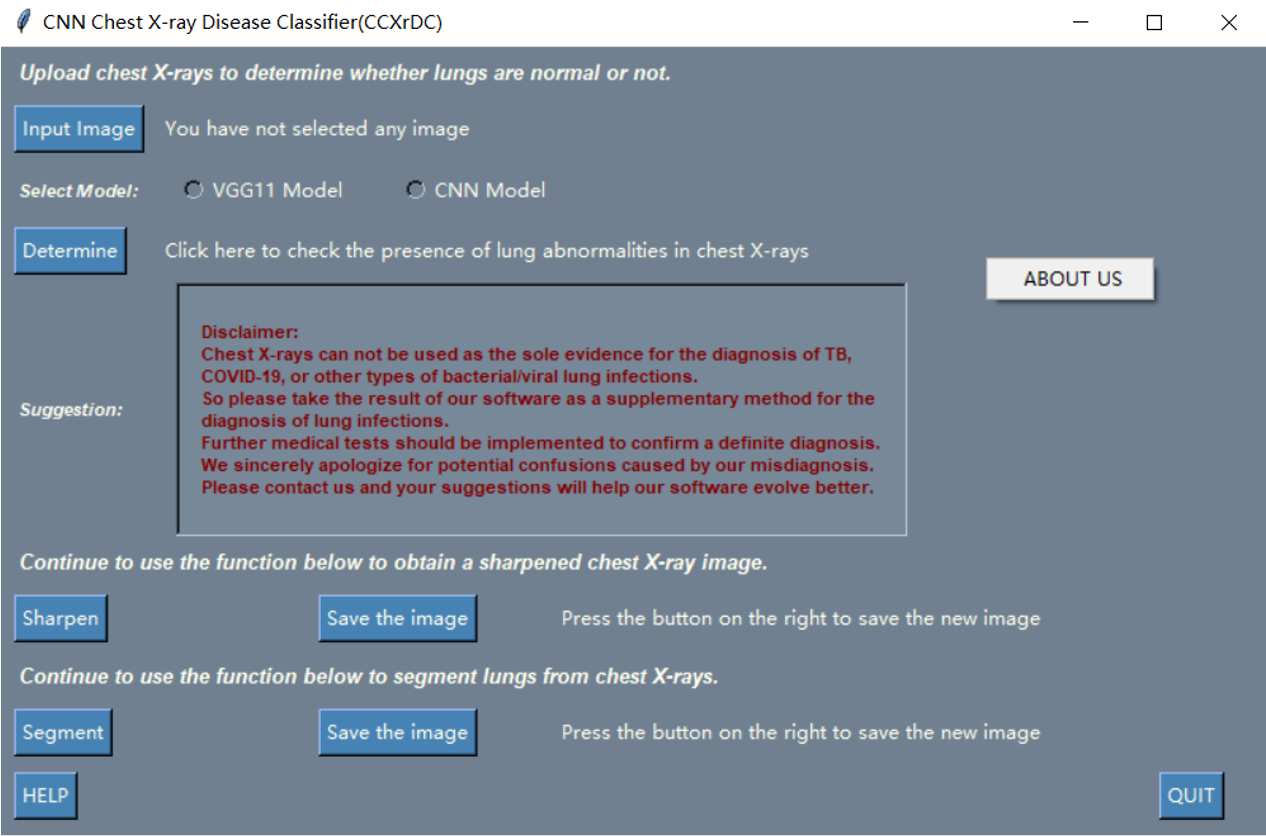 CNN Chest X-ray Disease Classifier(CCXrDC)
Upload chest X-rays to determine whether lungs are normal or not.
Input Image You have not selected any image
Select Model: VGG11 Model CNN Model
Determine Click here to check the presence of lung abnormalities in chest X-rays
ABOUT US
Suggestion:
Disclaimer:
Chest X-rays can not be used as the sole evidence for the diagnosis of TB,
COVID-19, or other types of bacterial/viral lung infections.
So please take the result of our software as a supplementary method for the
diagnosis of lung infections.
Further medical tests should be implemented to confirm a definite diagnosis.
We sincerely apologize for potential confusions caused by our misdiagnosis.
Please contact us and your suggestions will help our software evolve better.
Continue to use the function below to obtain a sharpened chest X-ray image.
Sharpen Save the image Press the button on the right to save the new image
Continue to use the function below to segment lungs from chest X-rays.
Segment Save the image Press the button on the right to save the new image
HELP QUIT